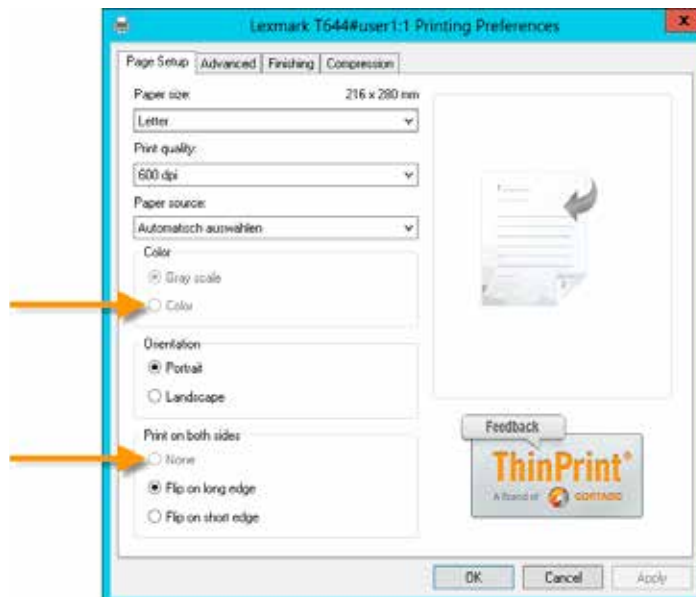 Lexmark T644#user1:1 Printing Preferences
x
Page Setup Advanced Finishing Compression
Paper size: 216 x 280 mm
Letter
Print quality:
600 dpi
Paper source:
Automatisch auswählen
Color
Gray scale
Color
Orientation
Portrait
Landscape
Print on both sides
None
Flip on long edge
Flip on short edge
Feedback
ThinPrint®
A Brand of CORTADO
OK Cancel Apply